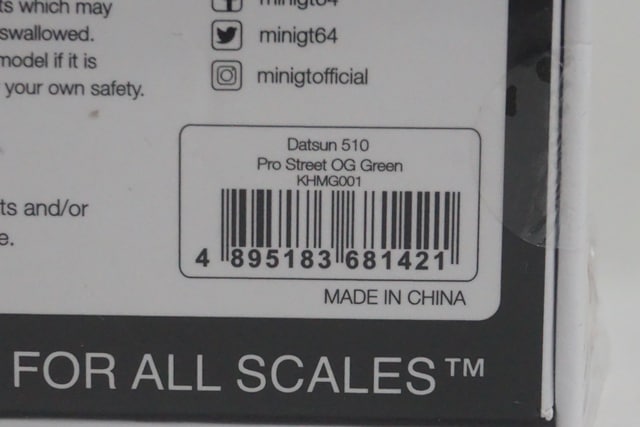 ts which may
minigt64
swallowed.
minigt64
model if it is
minigtofficial
your own safety.
Datsun 510
Pro Street OG Green
KHMG001
ts and/or
e.
4 895183 681421
MADE IN CHINA
FOR ALL SCALES™